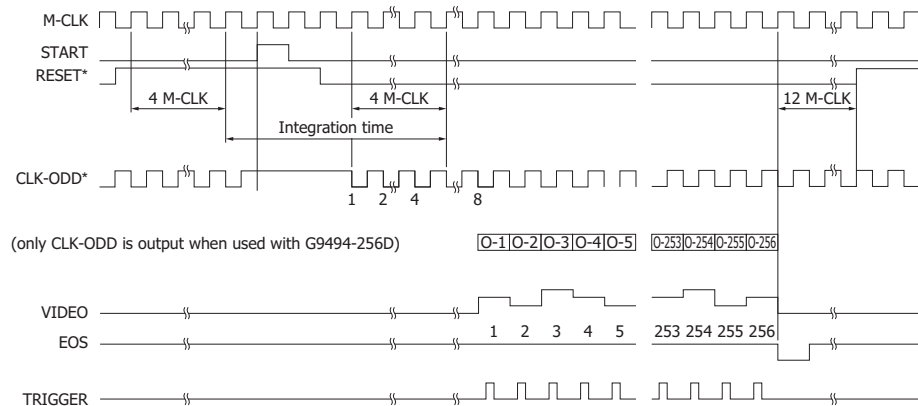 M-CLK
START
RESET*
4 M-CLK 4 M-CLK 12 M-CLK
Integration time
CLK-ODD*
1 2 4 8
(only CLK-ODD is output when used with G9494-256D) O-1 O-2 O-3 O-4 O-5 O-253 O-254 O-255 O-256
VIDEO
1 2 3 4 5 253 254 255 256
EOS
TRIGGER